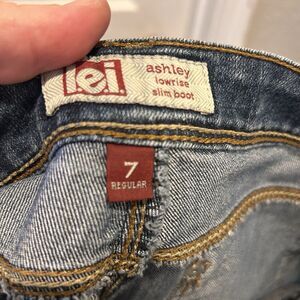 l.e.i.
ashley
lowrise
slim boot
7
REGULAR